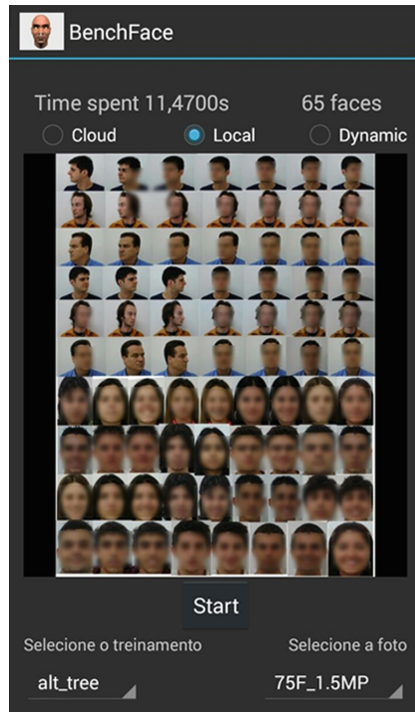 BenchFace
Time spent 11,4700s 65 faces
Cloud Local Dynamic
Start
Selecione o treinamento Selecione a foto
alt_tree 75F_1.5MP